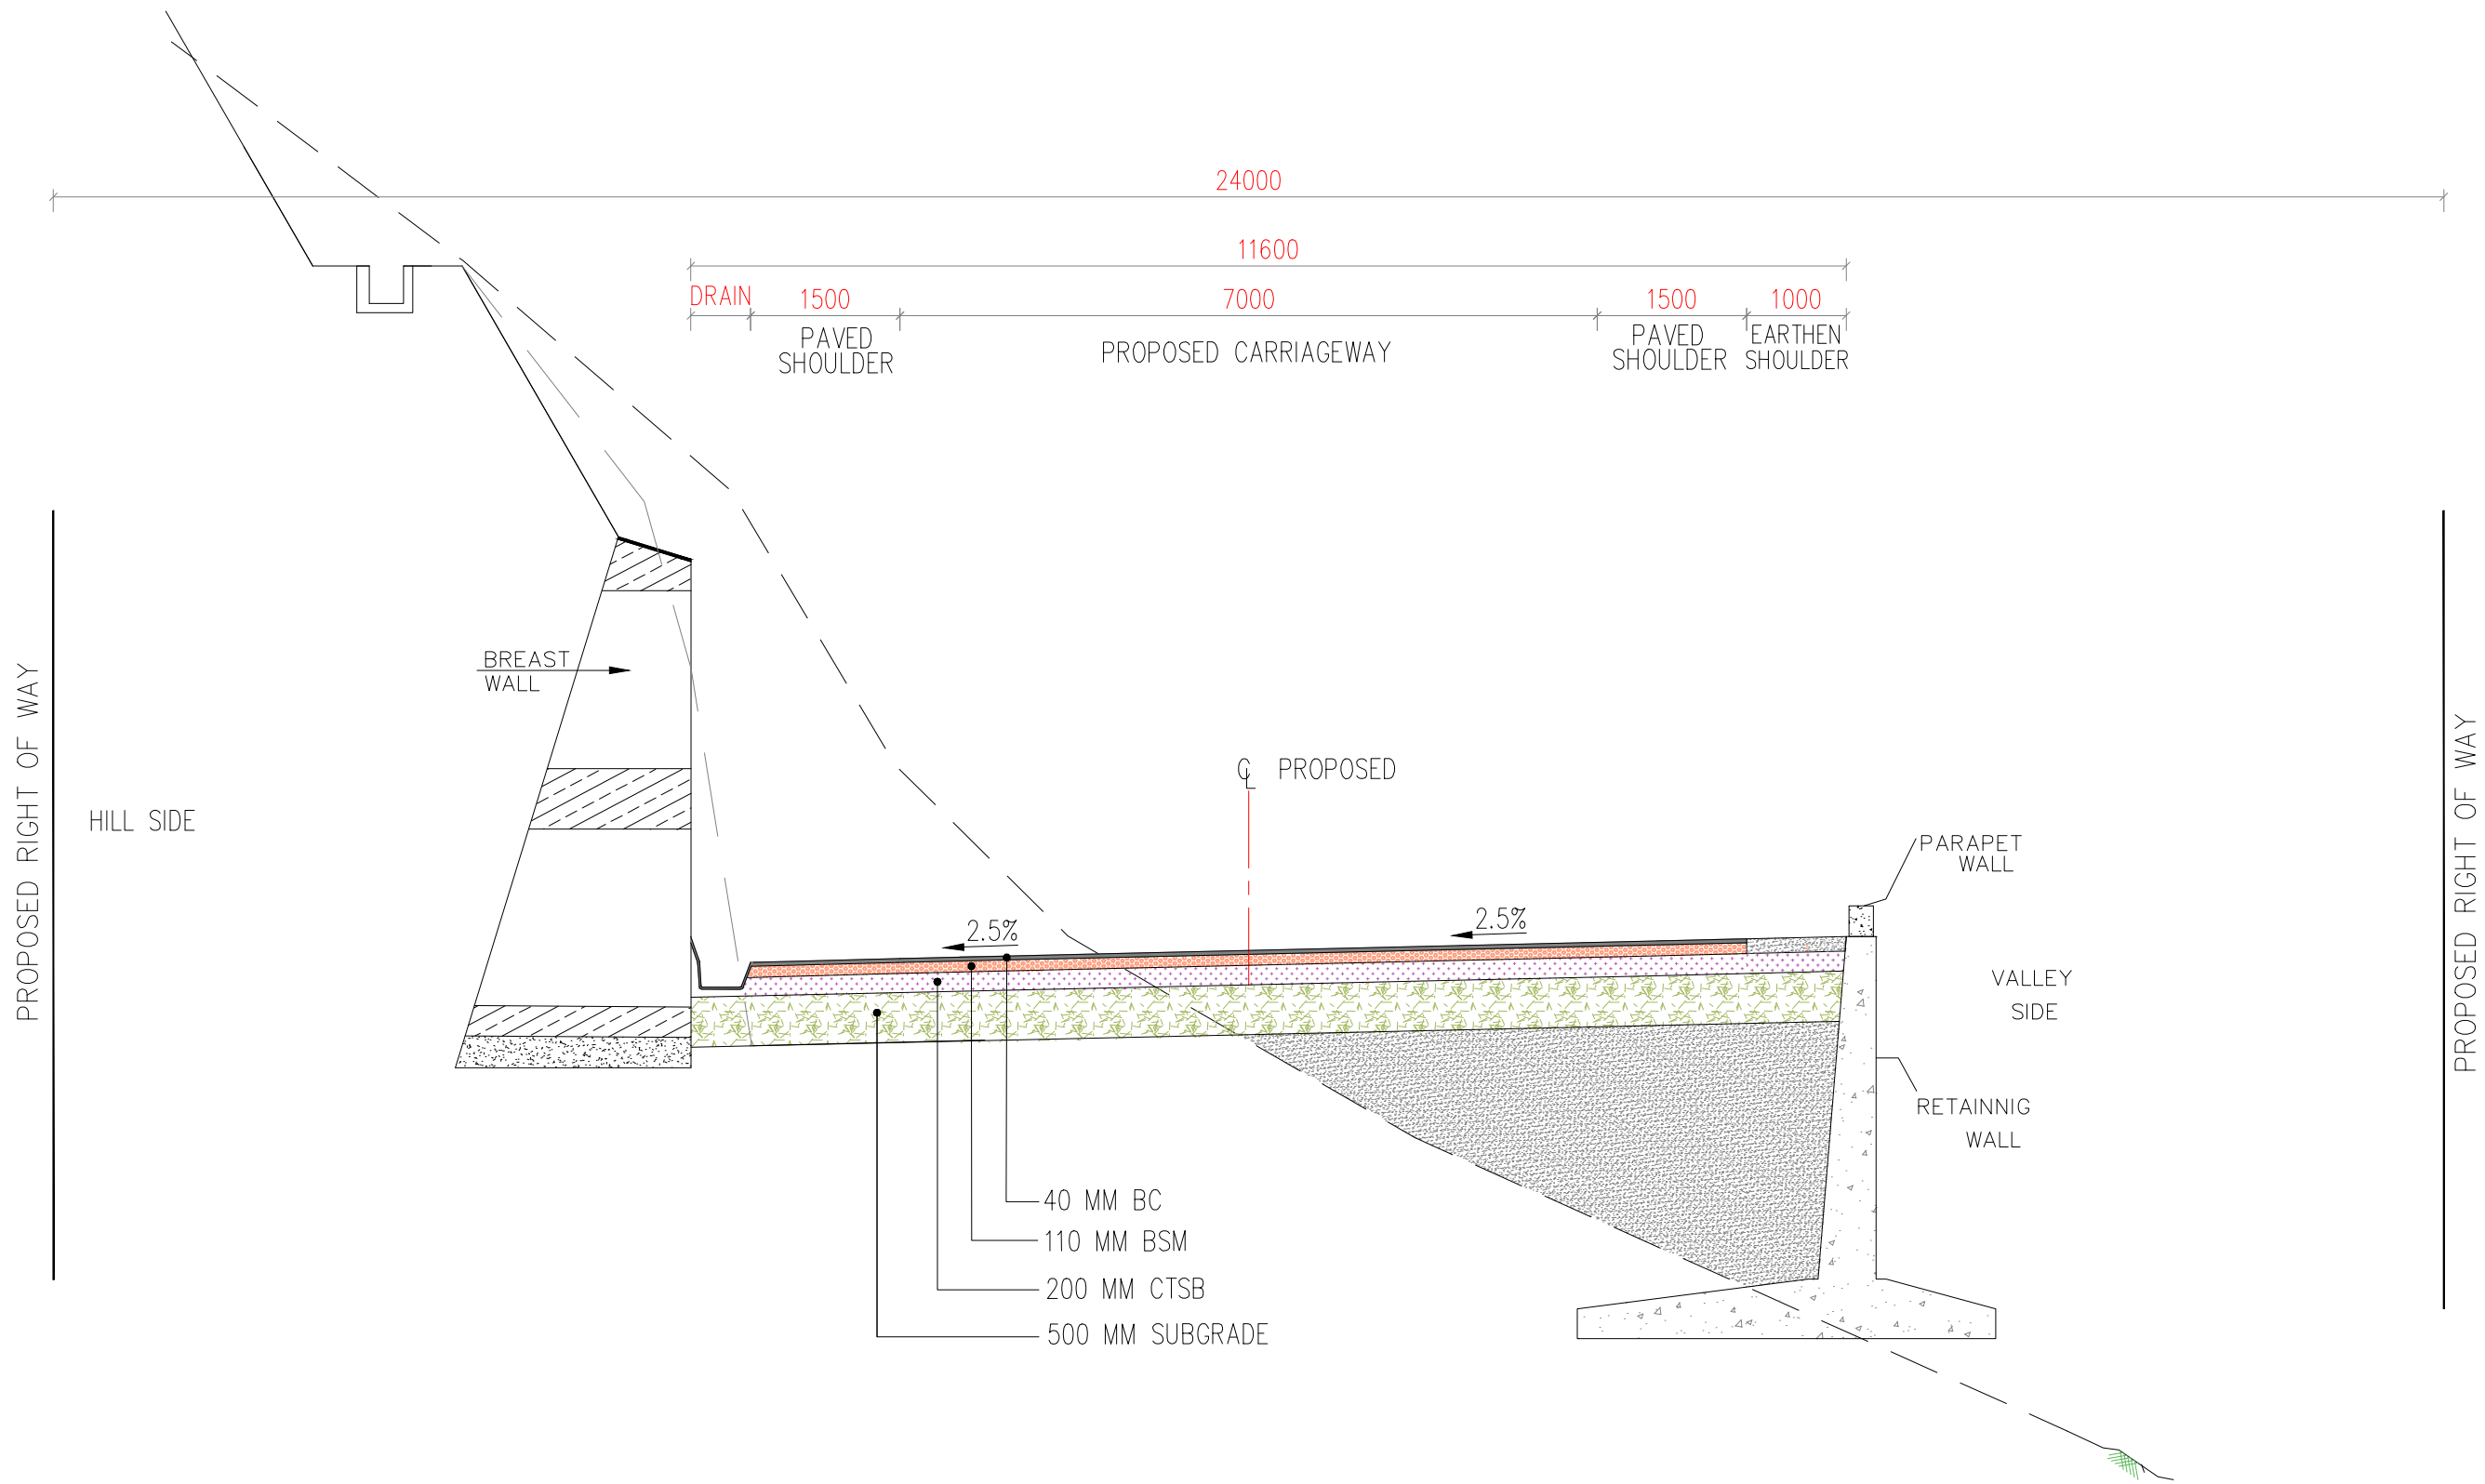 24000
11600
DRAIN
1500
7000
1500
1000
PAVED
SHOULDER
PROPOSED CARRIAGEWAY
PAVED
SHOULDER
EARTHEN
SHOULDER
PROPOSED RIGHT OF WAY
HILL SIDE
BREAST
WALL
℄ PROPOSED
2.5%
2.5%
PARAPET
WALL
VALLEY
SIDE
RETAINNIG
WALL
PROPOSED RIGHT OF WAY
40 MM BC
110 MM BSM
200 MM CTSB
500 MM SUBGRADE